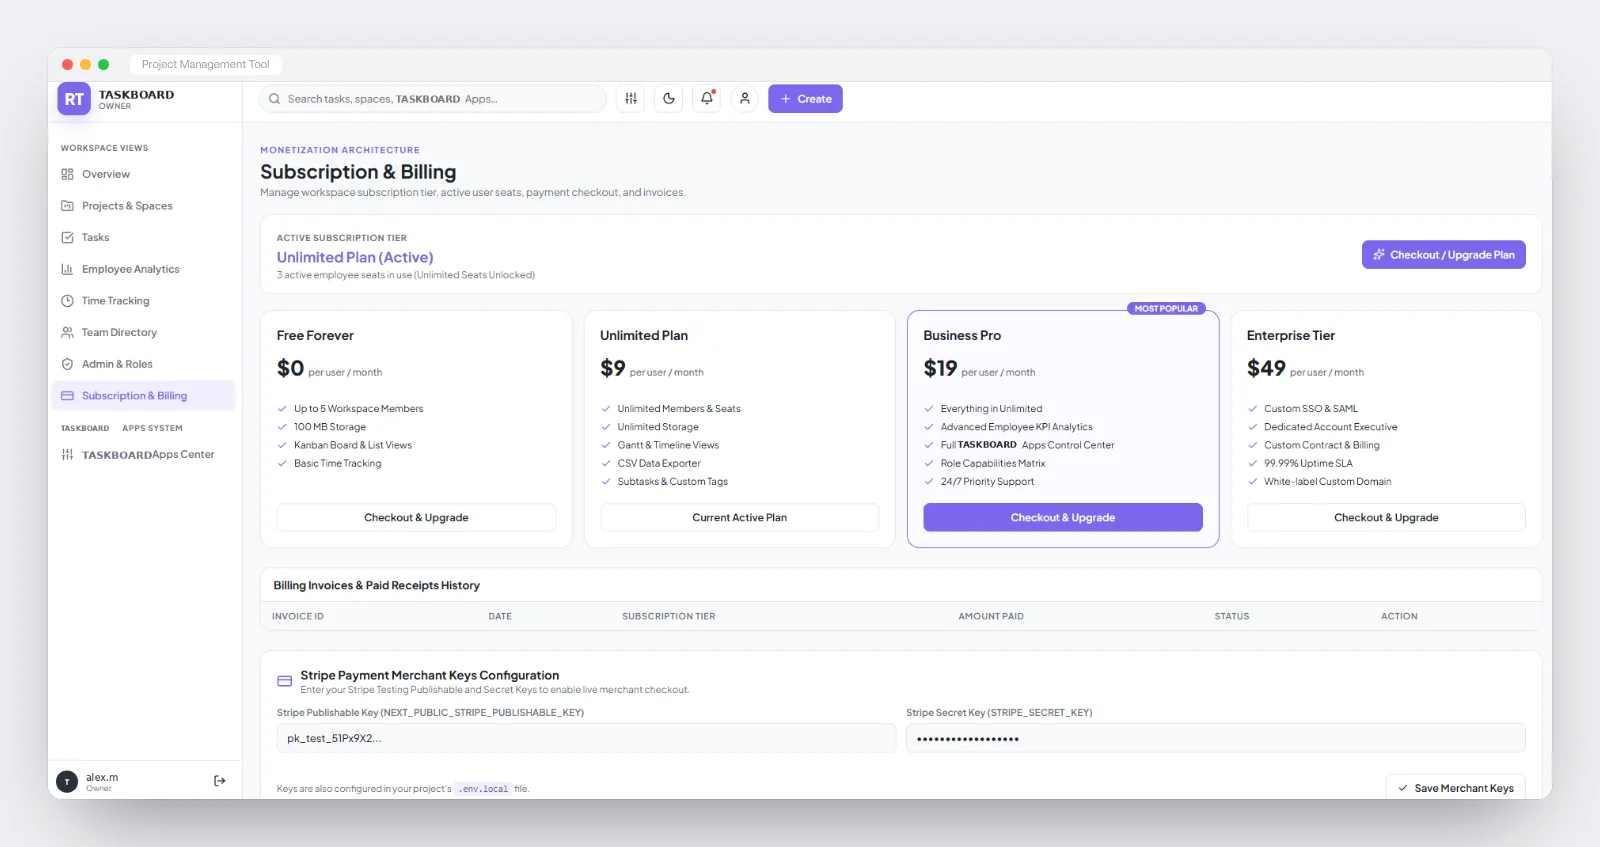 Project Management Tool
RT
TASKBOARD
OWNER
Search tasks, spaces, TASKBOARD Apps...
+ Create
WORKSPACE VIEWS
Overview
Projects & Spaces
Tasks
Employee Analytics
Time Tracking
Team Directory
Admin & Roles
Subscription & Billing
TASKBOARD APPS SYSTEM
TASKBOARDApps Center
T
alex.m
Owner
MONETIZATION ARCHITECTURE
Subscription & Billing
Manage workspace subscription tier, active user seats, payment checkout, and invoices.
ACTIVE SUBSCRIPTION TIER
Unlimited Plan (Active)
3 active employee seats in use (Unlimited Seats Unlocked)
Checkout / Upgrade Plan
Free Forever
$0 per user / month
Up to 5 Workspace Members
100 MB Storage
Kanban Board & List Views
Basic Time Tracking
Checkout & Upgrade
Unlimited Plan
$9 per user / month
Unlimited Members & Seats
Unlimited Storage
Gantt & Timeline Views
CSV Data Exporter
Subtasks & Custom Tags
Current Active Plan
MOST POPULAR
Business Pro
$19 per user / month
Everything in Unlimited
Advanced Employee KPI Analytics
Full TASKBOARD Apps Control Center
Role Capabilities Matrix
24/7 Priority Support
Checkout & Upgrade
Enterprise Tier
$49 per user / month
Custom SSO & SAML
Dedicated Account Executive
Custom Contract & Billing
99.99% Uptime SLA
White-label Custom Domain
Checkout & Upgrade
Billing Invoices & Paid Receipts History
INVOICE ID DATE SUBSCRIPTION TIER AMOUNT PAID STATUS ACTION
Stripe Payment Merchant Keys Configuration
Enter your Stripe Testing Publishable and Secret Keys to enable live merchant checkout.
Stripe Publishable Key (NEXT_PUBLIC_STRIPE_PUBLISHABLE_KEY)
pk_test_51Px9X2...
Stripe Secret Key (STRIPE_SECRET_KEY)
••••••••••••••••••
Keys are also configured in your project's .env.local file.
Save Merchant Keys